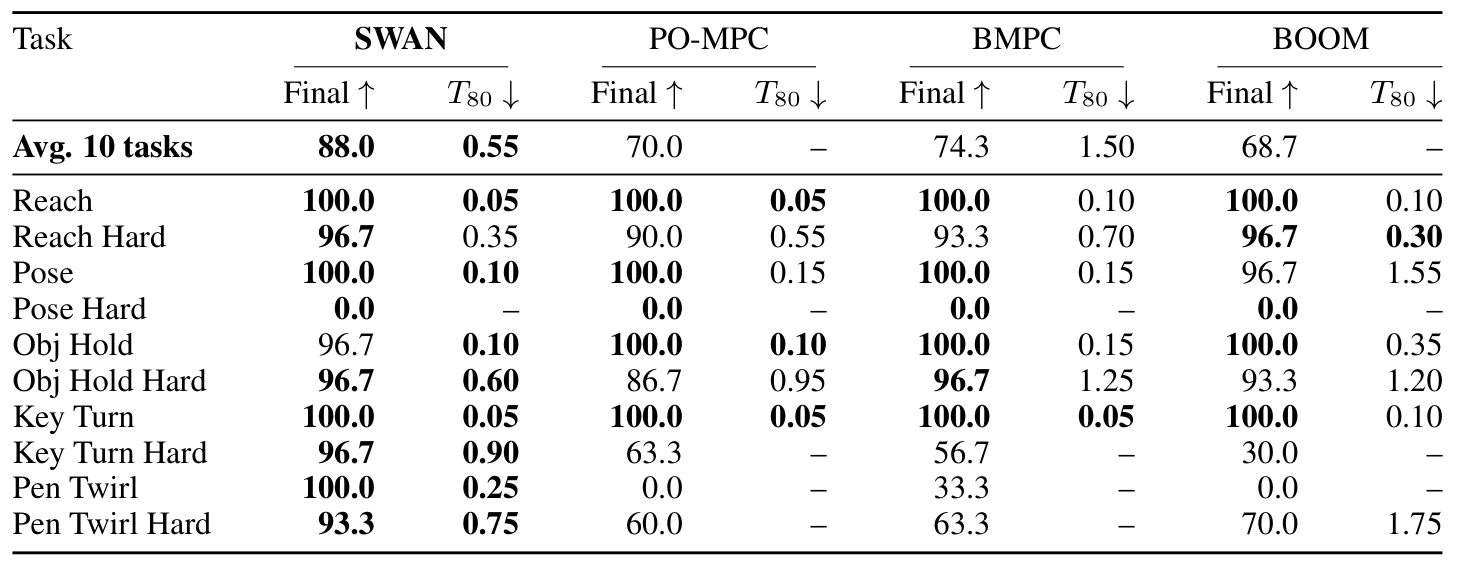 Task SWAN PO-MPC BMPC BOOM
Final ↑ T80 ↓ Final ↑ T80 ↓ Final ↑ T80 ↓ Final ↑ T80 ↓
Avg. 10 tasks 88.0 0.55 70.0 – 74.3 1.50 68.7 –
Reach 100.0 0.05 100.0 0.05 100.0 0.10 100.0 0.10
Reach Hard 96.7 0.35 90.0 0.55 93.3 0.70 96.7 0.30
Pose 100.0 0.10 100.0 0.15 100.0 0.15 96.7 1.55
Pose Hard 0.0 – 0.0 – 0.0 – 0.0 –
Obj Hold 96.7 0.10 100.0 0.10 100.0 0.15 100.0 0.35
Obj Hold Hard 96.7 0.60 86.7 0.95 96.7 1.25 93.3 1.20
Key Turn 100.0 0.05 100.0 0.05 100.0 0.05 100.0 0.10
Key Turn Hard 96.7 0.90 63.3 – 56.7 – 30.0 –
Pen Twirl 100.0 0.25 0.0 – 33.3 – 0.0 –
Pen Twirl Hard 93.3 0.75 60.0 – 63.3 – 70.0 1.75